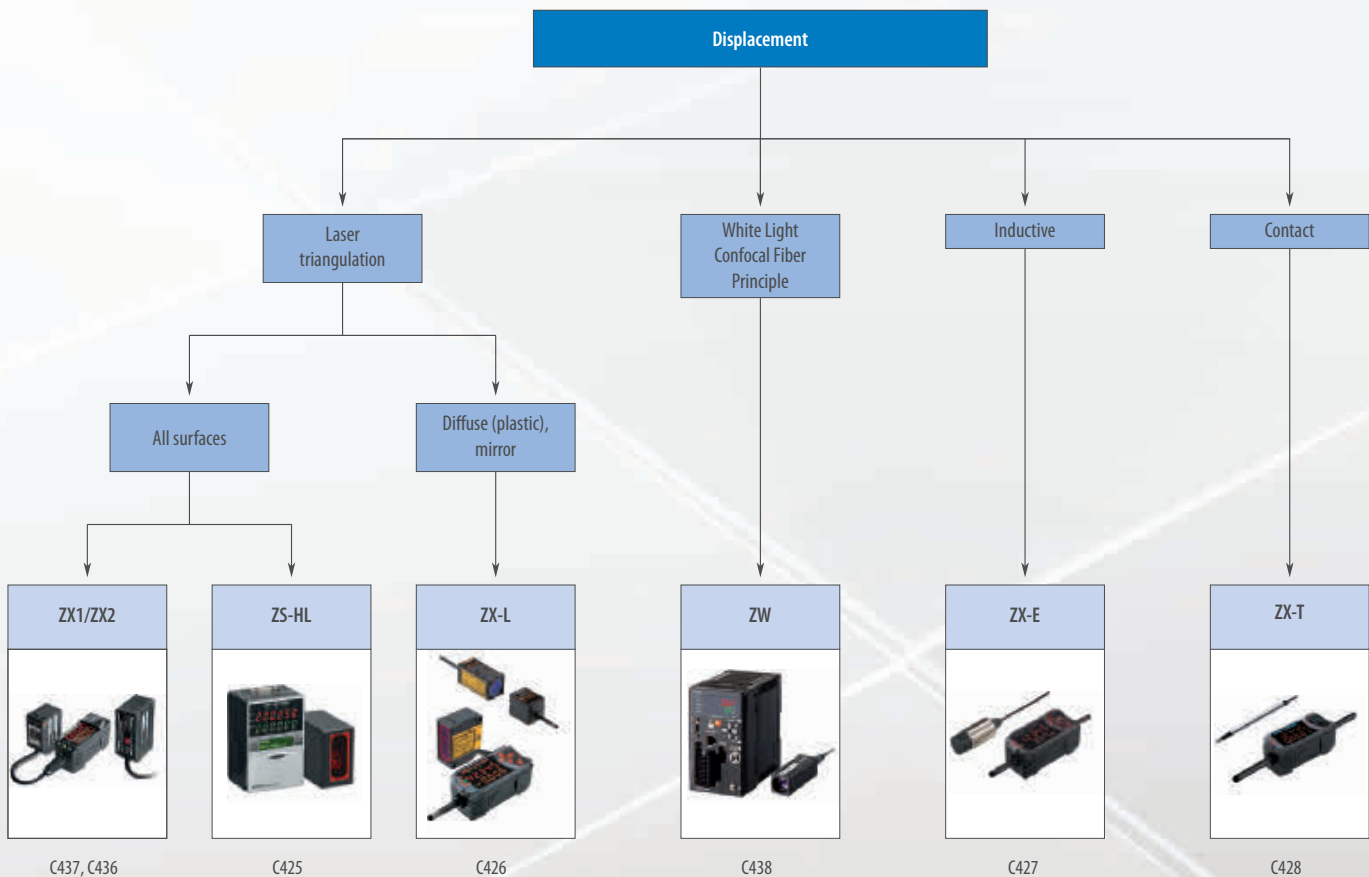 Displacement
Laser
triangulation
White Light
Confocal Fiber
Principle
Inductive
Contact
All surfaces
Diffuse (plastic),
mirror
ZX1/ZX2
ZS-HL
ZX-L
ZW
ZX-E
ZX-T
C437, C436
C425
C426
C438
C427
C428